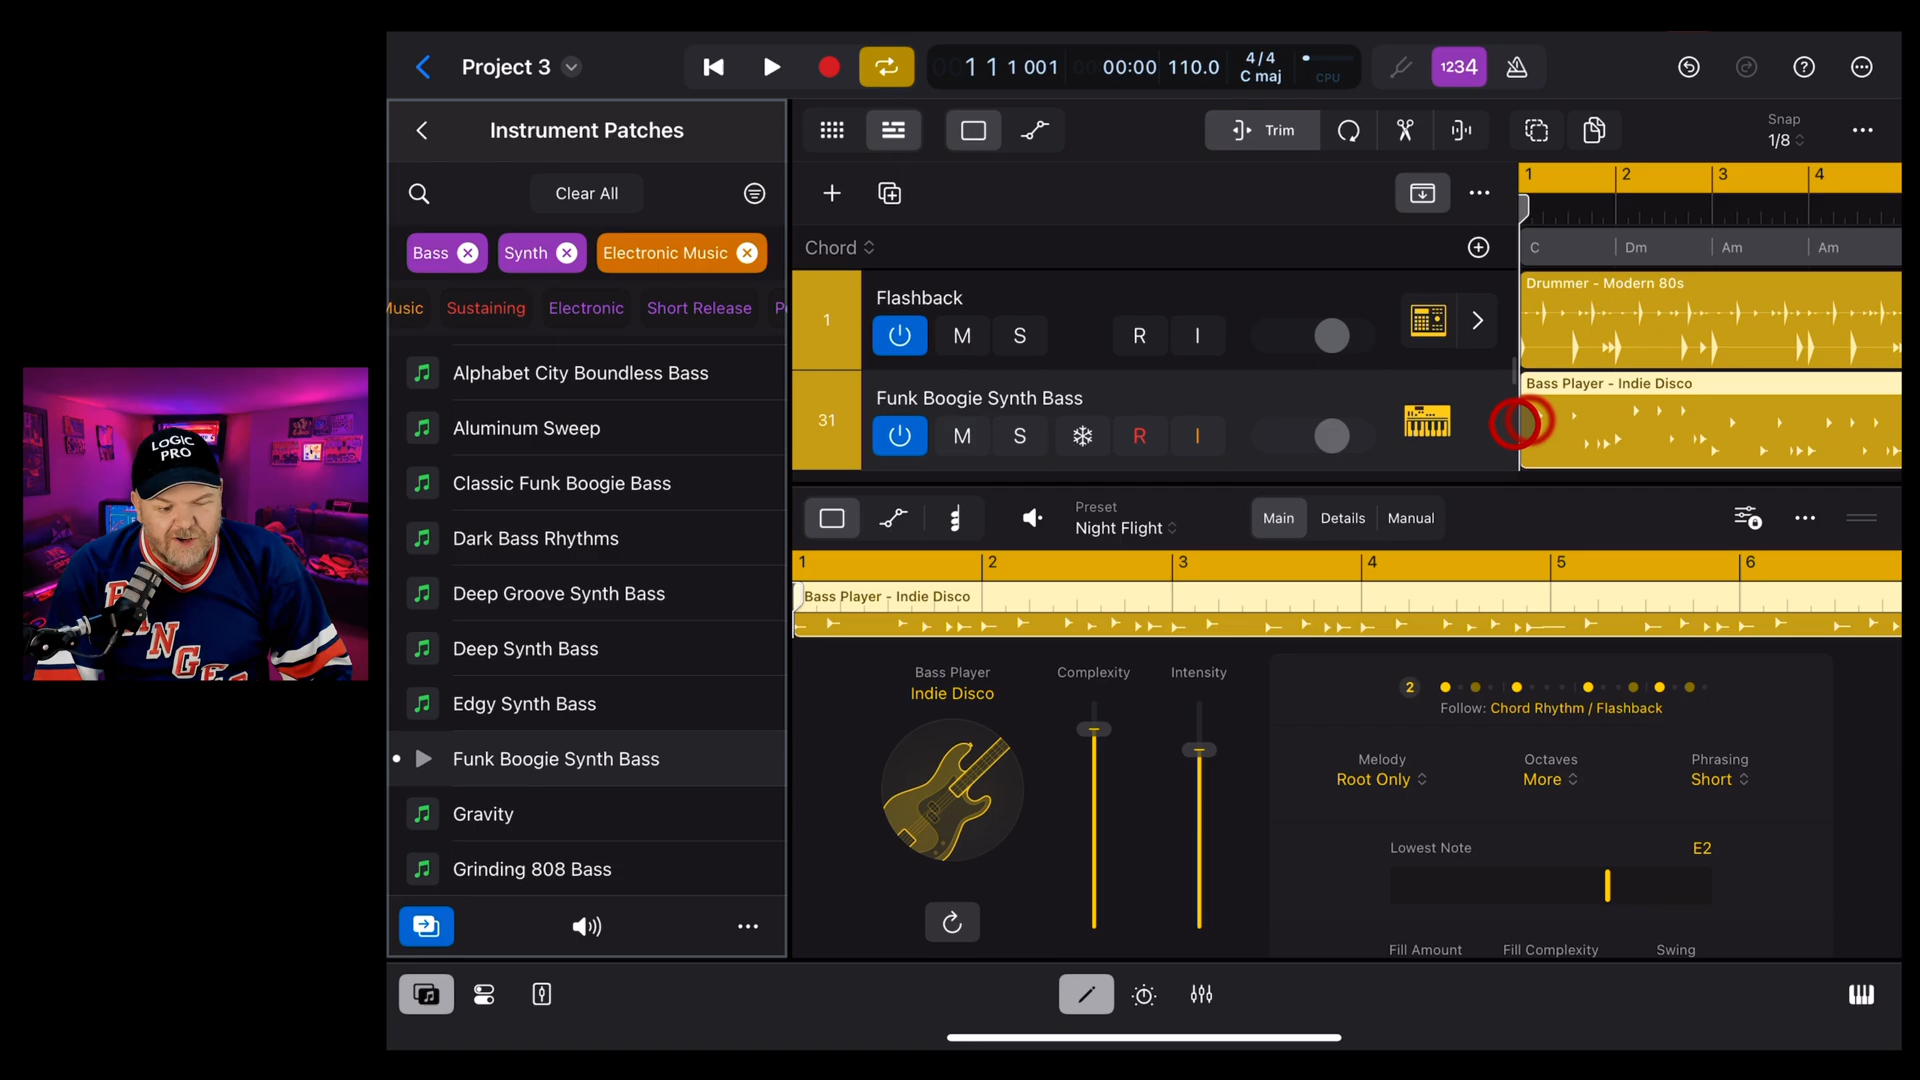 Project 3
1 1 1 001
00:00
110.0
4/4
C maj
CPU
1234
Instrument Patches
Trim
Snap
1/8
Clear All
Bass
Synth
Electronic Music
Music
Sustaining
Electronic
Short Release
Alphabet City Boundless Bass
Aluminum Sweep
Classic Funk Boogie Bass
Dark Bass Rhythms
Deep Groove Synth Bass
Deep Synth Bass
Edgy Synth Bass
Funk Boogie Synth Bass
Gravity
Grinding 808 Bass
1 2 3 4
Chord
C Dm Am Am
1
Flashback
M S R I
Drummer - Modern 80s
31
Funk Boogie Synth Bass
M S R I
Bass Player - Indie Disco
Preset
Night Flight
Main Details Manual
1 2 3 4 5 6
Bass Player - Indie Disco
Bass Player
Indie Disco
Complexity
Intensity
2
Follow: Chord Rhythm / Flashback
Melody
Root Only
Octaves
More
Phrasing
Short
Lowest Note
E2
Fill Amount
Fill Complexity
Swing
LOGIC
PRO